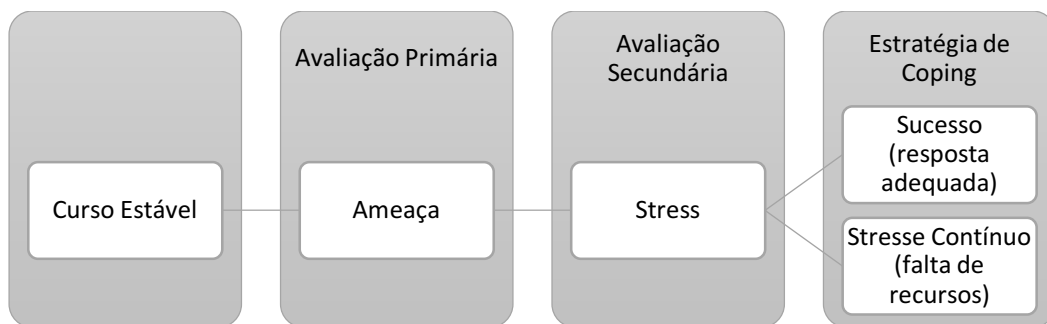 Curso Estável
Avaliação Primária
Ameaça
Avaliação
Secundária
Stress
Estratégia de
Coping
Sucesso
(resposta
adequada)
Stresse Contínuo
(falta de
recursos)